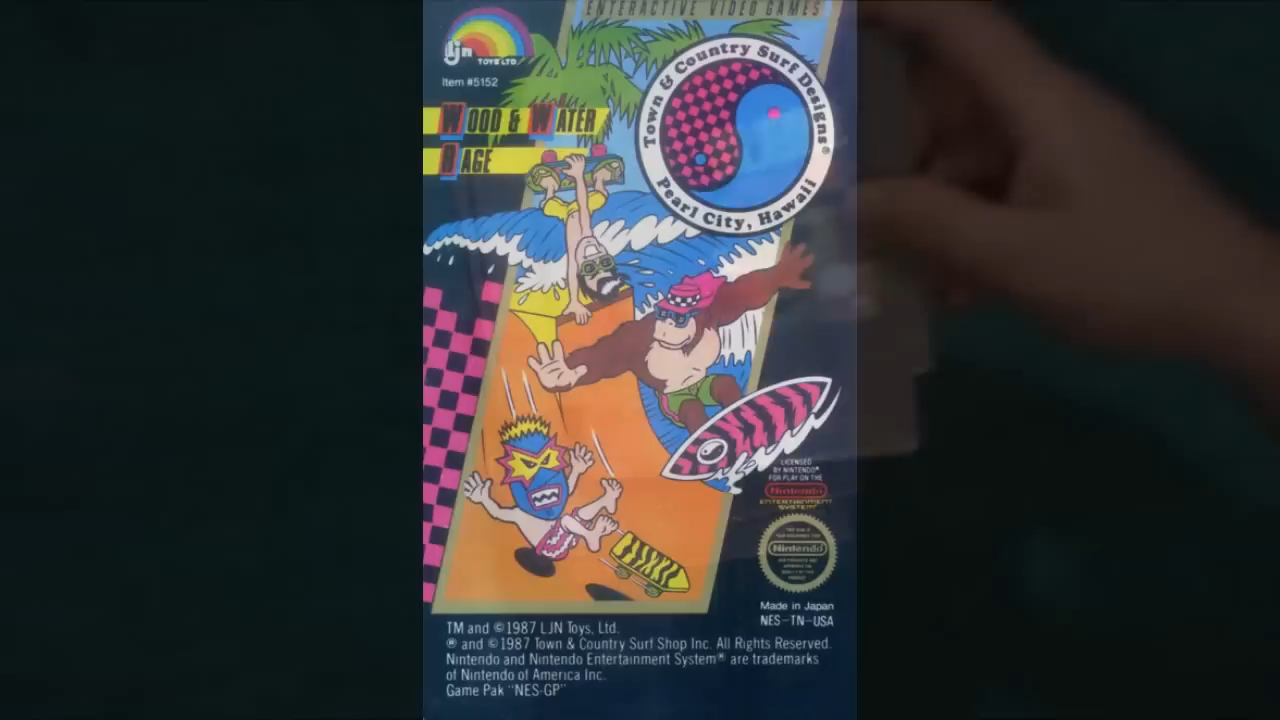 ENTERACTIVE VIDEO GAMES
LJN
TOYS LTD.
Item #5152
WOOD & WATER
RAGE
Town & Country Surf Designs®
Pearl City, Hawaii
LICENSED
BY NINTENDO®
FOR PLAY ON THE
Nintendo
ENTERTAINMENT
SYSTEM®
Nintendo
Made in Japan
NES-TN-USA
TM and ©1987 LJN Toys, Ltd.
® and ©1987 Town & Country Surf Shop Inc. All Rights Reserved.
Nintendo and Nintendo Entertainment System® are trademarks
of Nintendo of America Inc.
Game Pak "NES-GP"